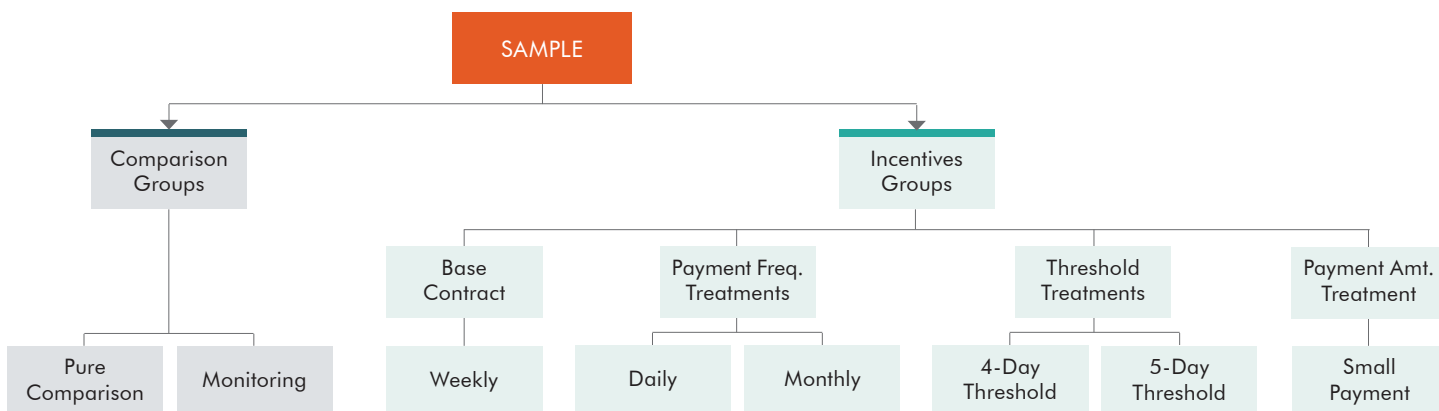 SAMPLE
Comparison
Groups
Incentives
Groups
Base
Contract
Payment Freq.
Treatments
Threshold
Treatments
Payment Amt.
Treatment
Pure
Comparison
Monitoring
Weekly
Daily
Monthly
4-Day
Threshold
5-Day
Threshold
Small
Payment